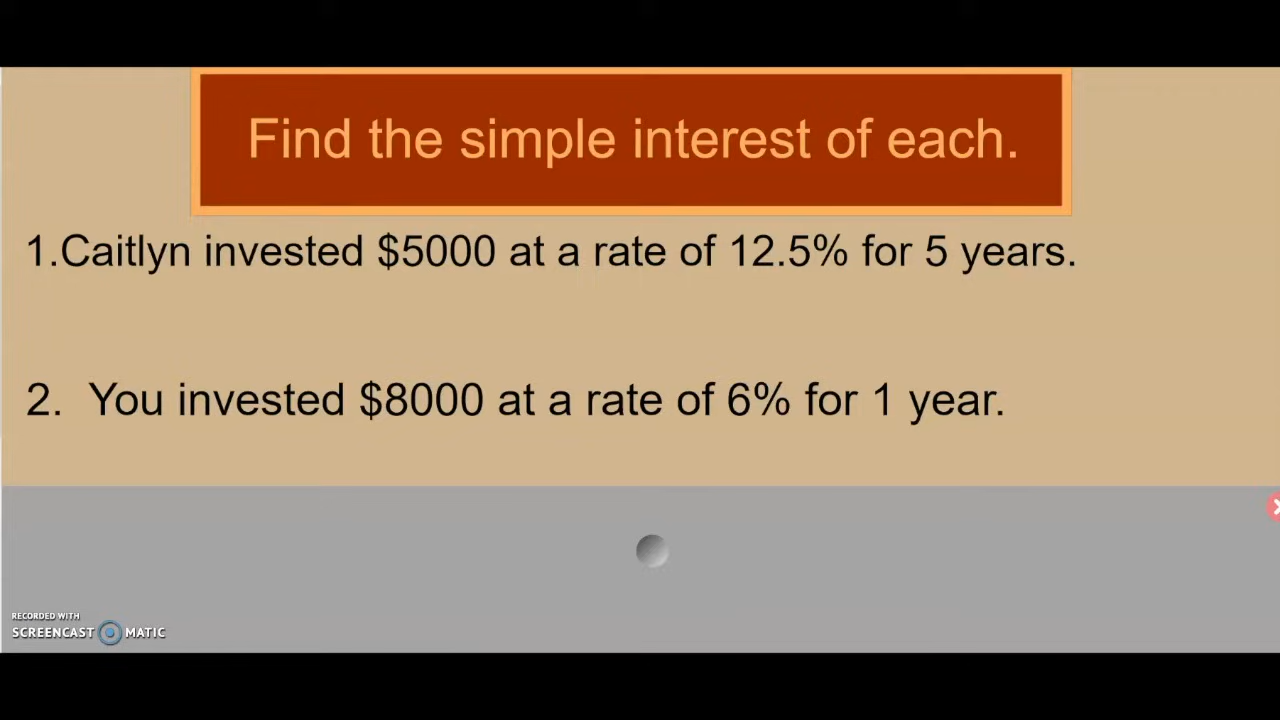 Find the simple interest of each.
1.Caitlyn invested $5000 at a rate of 12.5% for 5 years.
2. You invested $8000 at a rate of 6% for 1 year.
RECORDED WITH
SCREENCAST MATIC